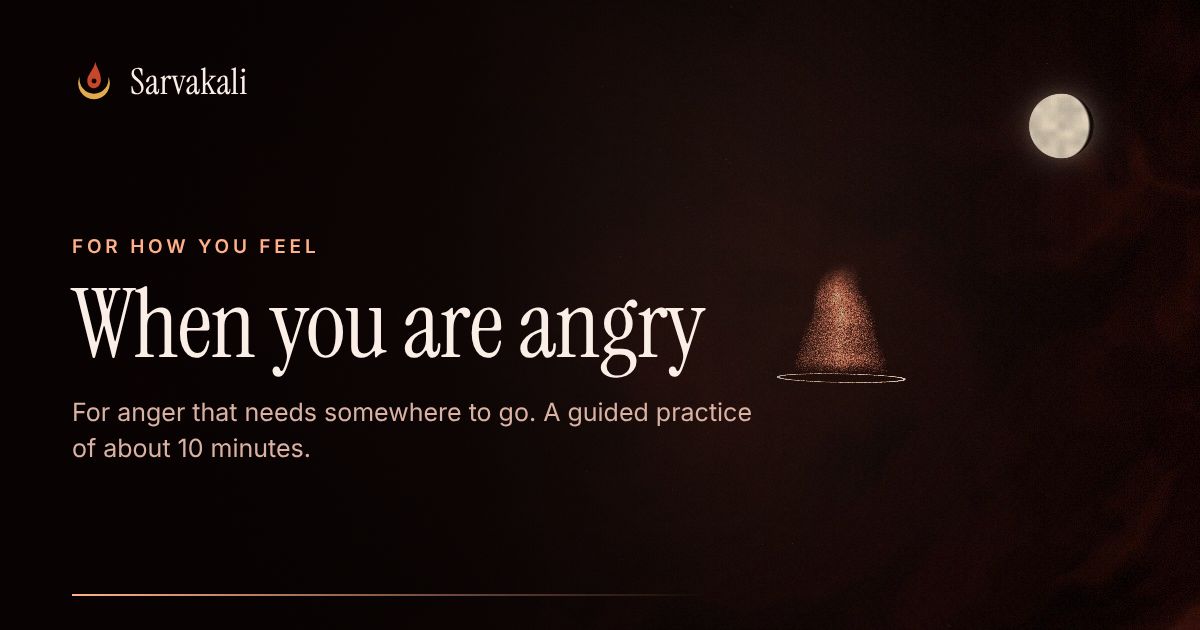 Sarvakali
FOR HOW YOU FEEL
When you are angry
For anger that needs somewhere to go. A guided practice
of about 10 minutes.